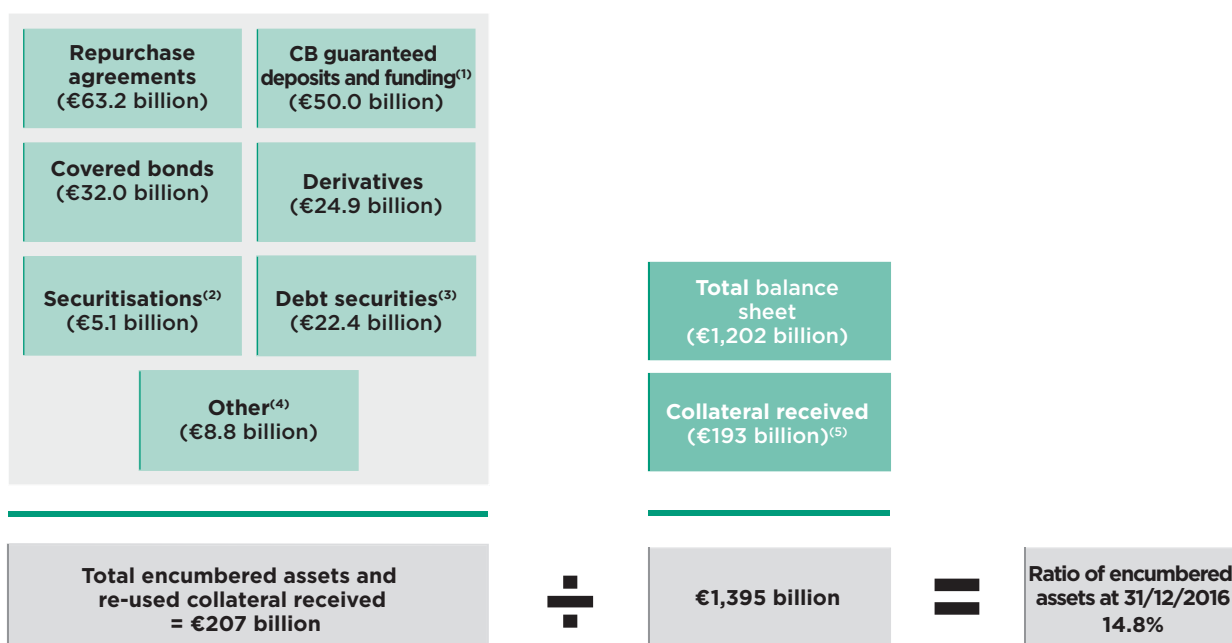 Repurchase
agreements
(€63.2 billion)
CB guaranteed
deposits and funding(1)
(€50.0 billion)
Covered bonds
(€32.0 billion)
Derivatives
(€24.9 billion)
Securitisations(2)
(€5.1 billion)
Debt securities(3)
(€22.4 billion)
Other(4)
(€8.8 billion)
Total balance
sheet
(€1,202 billion)
Collateral received
(€193 billion)(5)
Total encumbered assets and
re-used collateral received
= €207 billion
÷
€1,395 billion
=
Ratio of encumbered
assets at 31/12/2016
14.8%